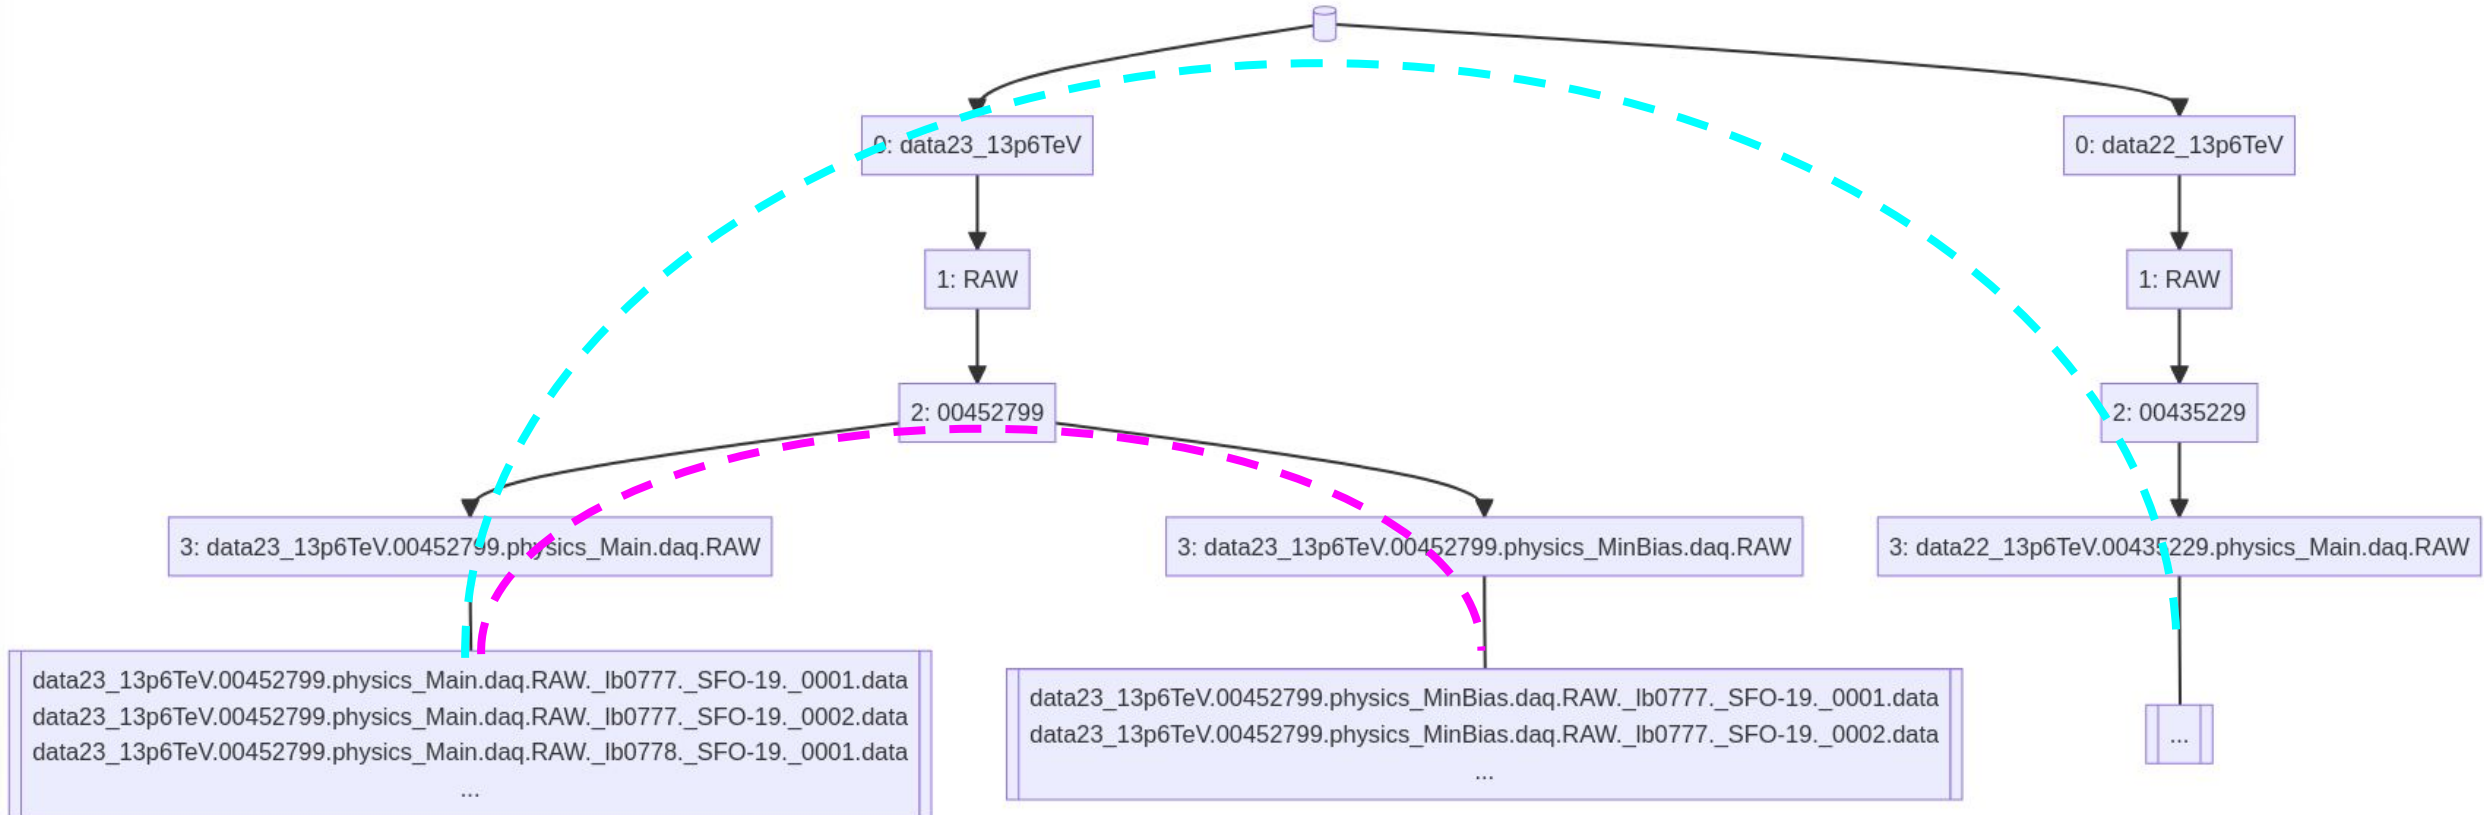 0: data23_13p6TeV
0: data22_13p6TeV
1: RAW
1: RAW
2: 00452799
2: 00435229
3: data23_13p6TeV.00452799.physics_Main.daq.RAW
3: data23_13p6TeV.00452799.physics_MinBias.daq.RAW
3: data22_13p6TeV.00435229.physics_Main.daq.RAW
data23_13p6TeV.00452799.physics_Main.daq.RAW._lb0777._SFO-19._0001.data
data23_13p6TeV.00452799.physics_Main.daq.RAW._lb0777._SFO-19._0002.data
data23_13p6TeV.00452799.physics_Main.daq.RAW._lb0778._SFO-19._0001.data
...
data23_13p6TeV.00452799.physics_MinBias.daq.RAW._lb0777._SFO-19._0001.data
data23_13p6TeV.00452799.physics_MinBias.daq.RAW._lb0777._SFO-19._0002.data
...
...